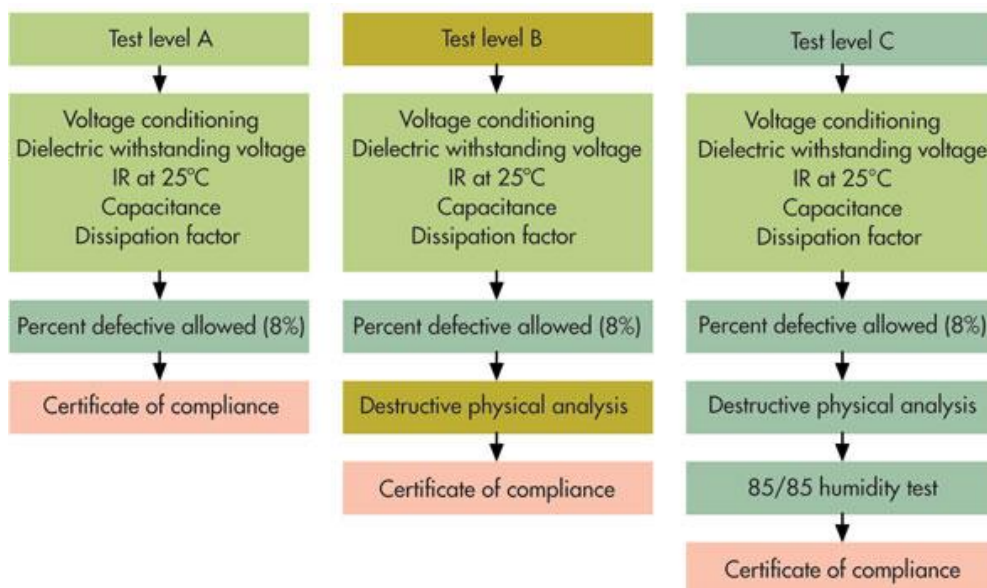 Test level A
Voltage conditioning
Dielectric withstanding voltage
IR at 25°C
Capacitance
Dissipation factor
Percent defective allowed (8%)
Certificate of compliance
Test level B
Voltage conditioning
Dielectric withstanding voltage
IR at 25°C
Capacitance
Dissipation factor
Percent defective allowed (8%)
Destructive physical analysis
Certificate of compliance
Test level C
Voltage conditioning
Dielectric withstanding voltage
IR at 25°C
Capacitance
Dissipation factor
Percent defective allowed (8%)
Destructive physical analysis
85/85 humidity test
Certificate of compliance